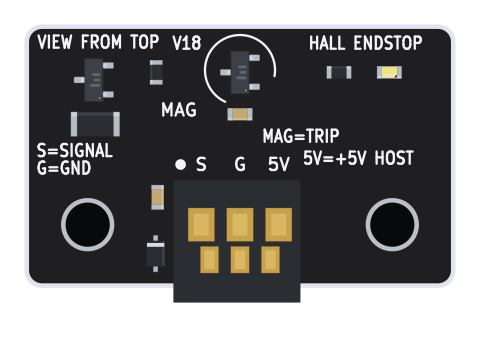 VIEW FROM TOP V18 HALL ENDSTOP
MAG
MAG=TRIP
S=SIGNAL
G=GND
S G 5V 5V=+5V HOST